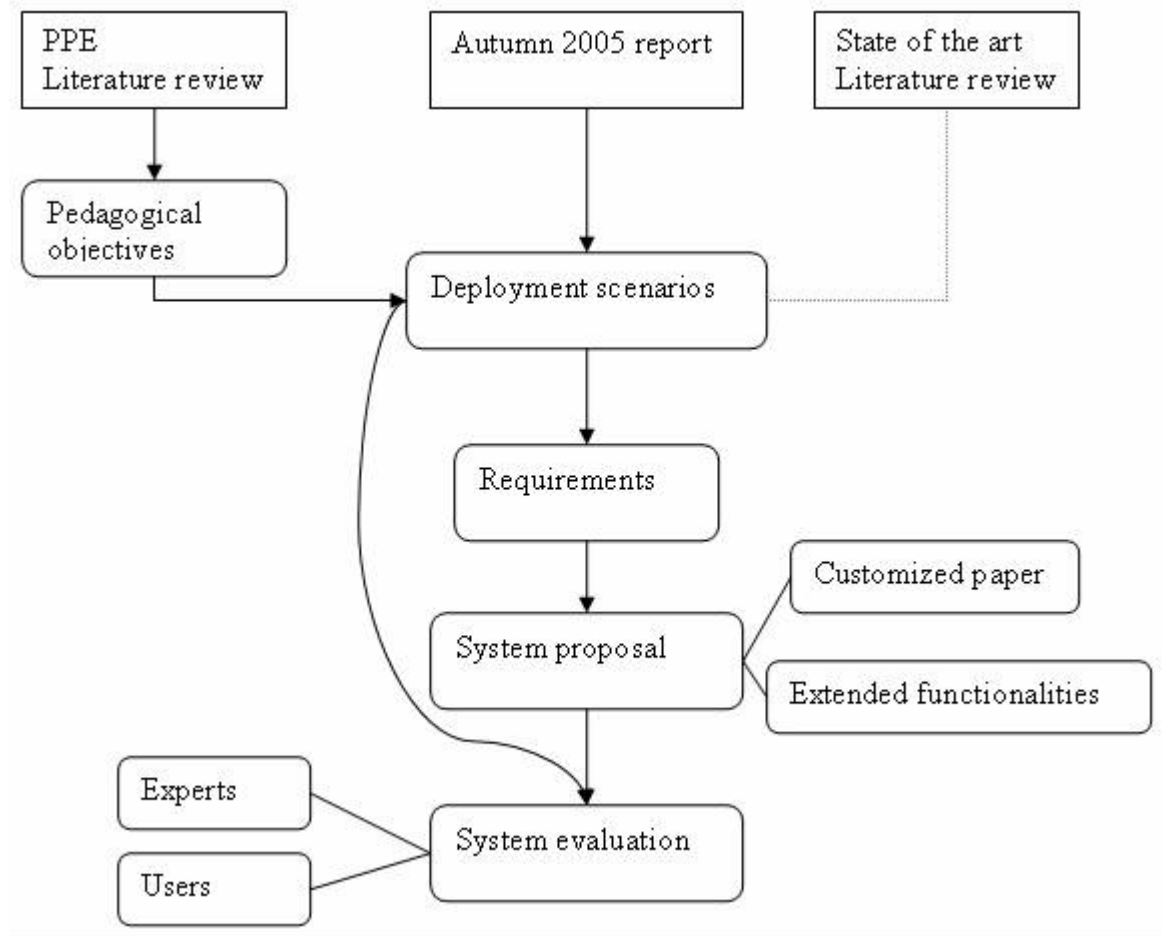 PPE
Literature review
Autumn 2005 report
State of the art
Literature review
Pedagogical
objectives
Deployment scenarios
Requirements
Customized paper
System proposal
Extended functionalities
Experts
System evaluation
Users